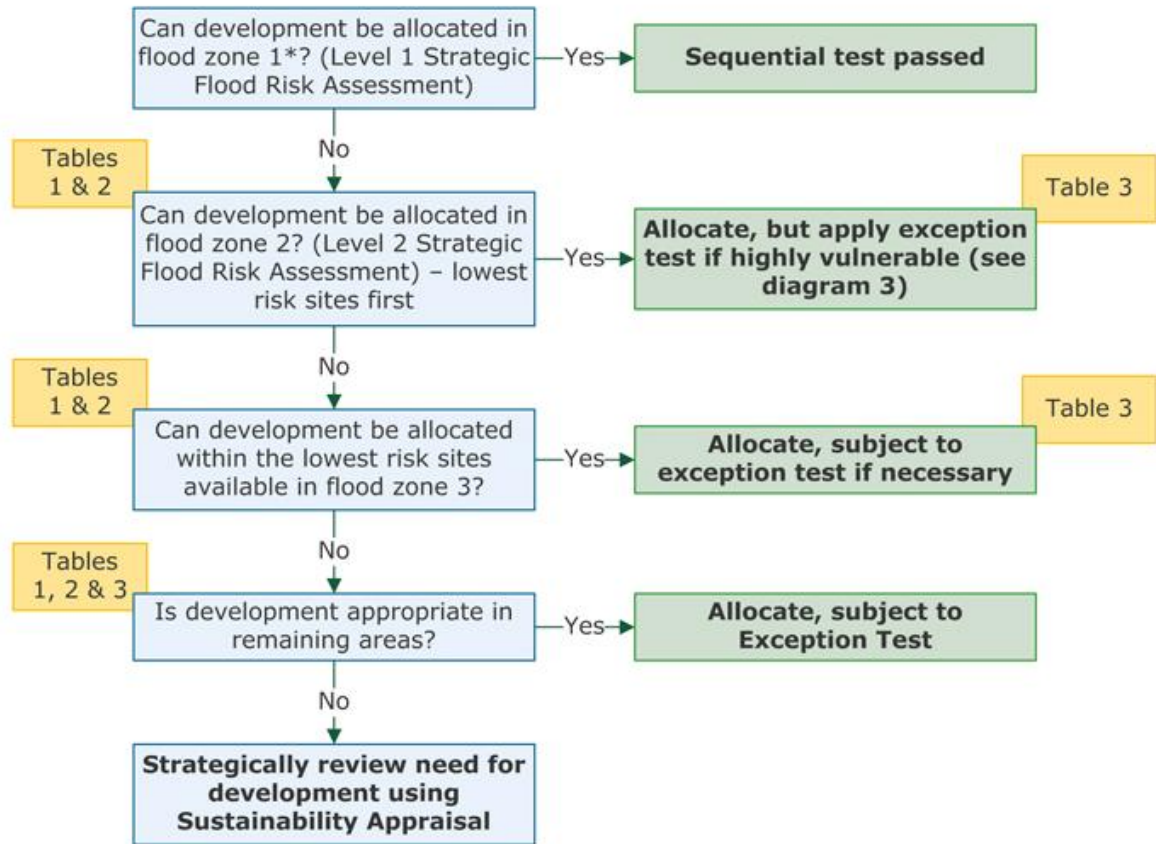 Can development be allocated in
flood zone 1*? (Level 1 Strategic
Flood Risk Assessment)
Yes
Sequential test passed
No
Tables
1 & 2
Can development be allocated in
flood zone 2? (Level 2 Strategic
Flood Risk Assessment) – lowest
risk sites first
Yes
Allocate, but apply exception
test if highly vulnerable (see
diagram 3)
Table 3
No
Tables
1 & 2
Can development be allocated
within the lowest risk sites
available in flood zone 3?
Yes
Allocate, subject to
exception test if necessary
Table 3
No
Tables
1, 2 & 3
Is development appropriate in
remaining areas?
Yes
Allocate, subject to
Exception Test
No
Strategically review need for
development using
Sustainability Appraisal